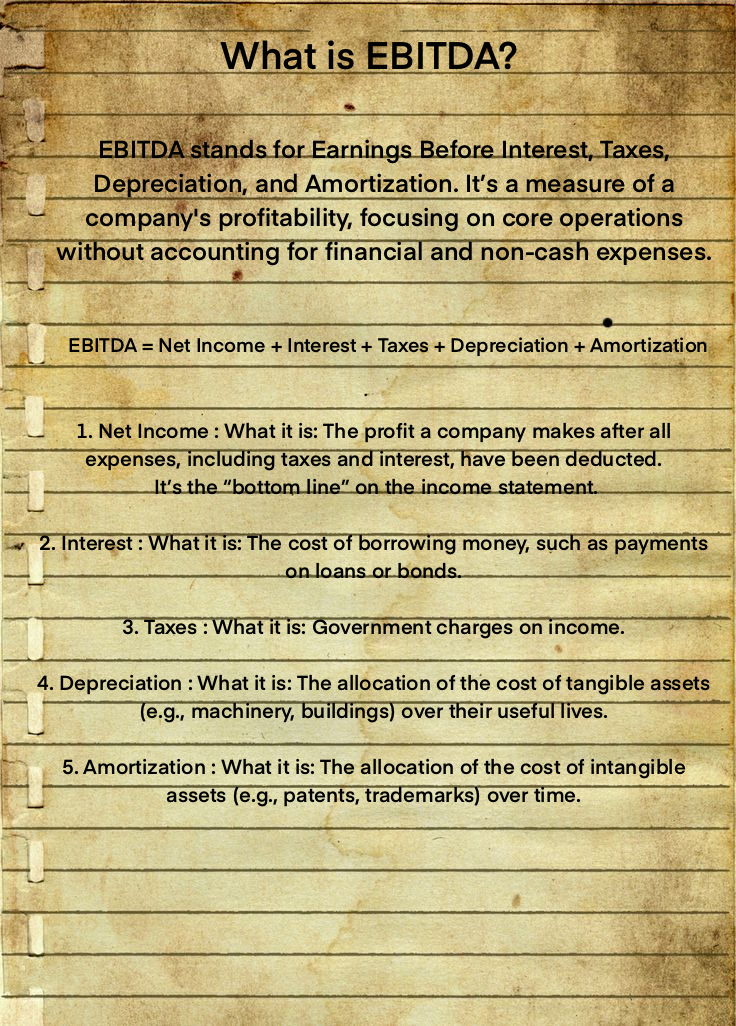 What is EBITDA?
EBITDA stands for Earnings Before Interest, Taxes,
Depreciation, and Amortization. It’s a measure of a
company's profitability, focusing on core operations
without accounting for financial and non-cash expenses.
EBITDA = Net Income + Interest + Taxes + Depreciation + Amortization
1. Net Income : What it is: The profit a company makes after all
expenses, including taxes and interest, have been deducted.
It’s the “bottom line” on the income statement.
2. Interest : What it is: The cost of borrowing money, such as payments
on loans or bonds.
3. Taxes : What it is: Government charges on income.
4. Depreciation : What it is: The allocation of the cost of tangible assets
(e.g., machinery, buildings) over their useful lives.
5. Amortization : What it is: The allocation of the cost of intangible
assets (e.g., patents, trademarks) over time.